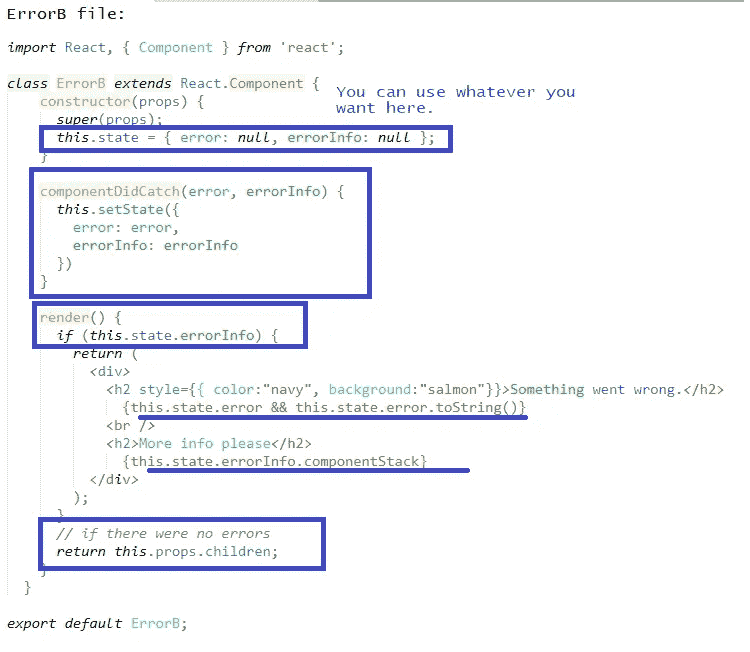 ErrorB file:
import React, { Component } from 'react';
class ErrorB extends React.Component {
You can use whatever you
want here.
constructor(props) {
super(props);
this.state = { error: null, errorInfo: null };
}
componentDidCatch(error, errorInfo) {
this.setState({
error: error,
errorInfo: errorInfo
})
}
render() {
if (this.state.errorInfo) {
return (
<div>
<h2 style={{ color:"navy", background:"salmon"}}>Something went wrong.</h2>
{this.state.error && this.state.error.toString()}
<br />
<h2>More info please</h2>
{this.state.errorInfo.componentStack}
</div>
);
}
// if there were no errors
return this.props.children;
}
}
export default ErrorB;